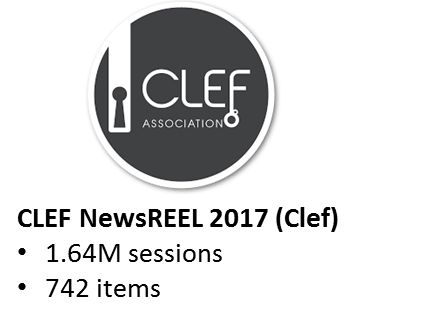 CLEF
ASSOCIATION
CLEF NewsREEL 2017 (Clef)
• 1.64M sessions
• 742 items